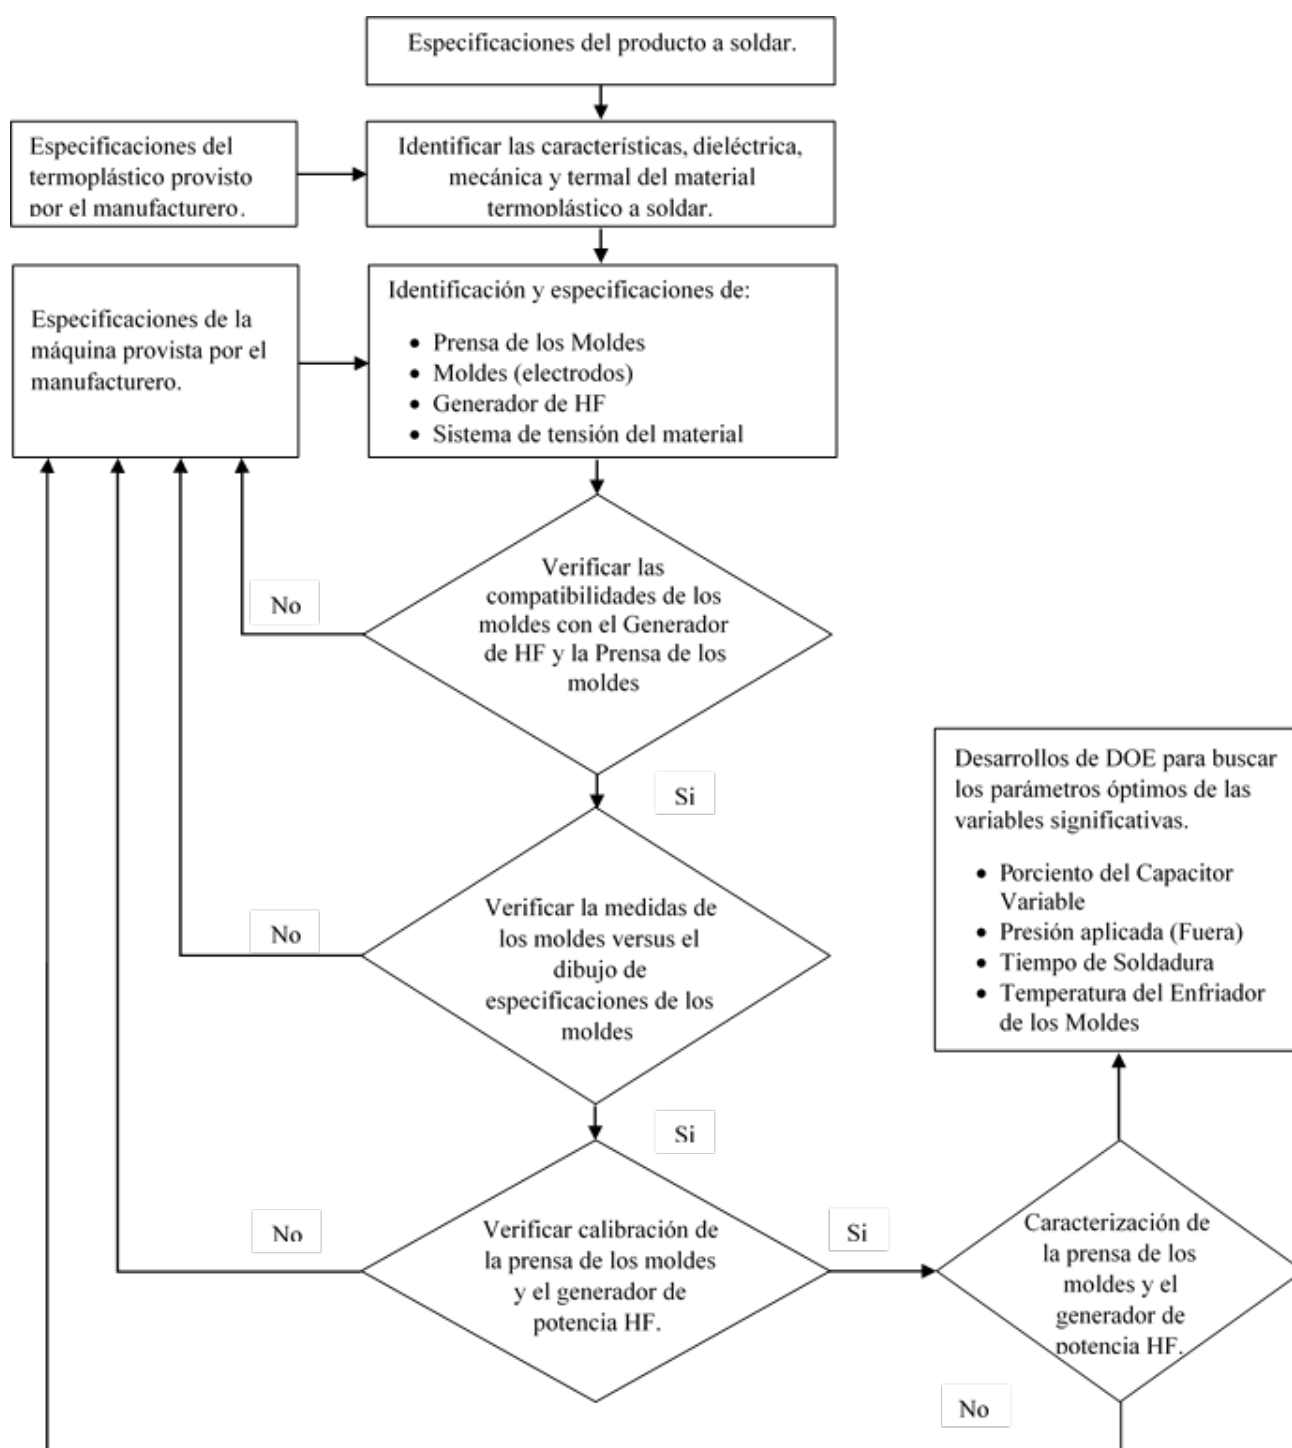 Especificaciones del producto a soldar.
Especificaciones del
termoplástico provisto
por el manufacturero.
Identificar las características, dieléctrica,
mecánica y termal del material
termoplástico a soldar.
Especificaciones de la
máquina provista por el
manufacturero.
Identificación y especificaciones de:
• Prensa de los Moldes
• Moldes (electrodos)
• Generador de HF
• Sistema de tensión del material
Verificar las
compatibilidades de los
moldes con el Generador
de HF y la Prensa de los
moldes
No
Si
Verificar la medidas de
los moldes versus el
dibujo de
especificaciones de los
moldes
No
Si
Verificar calibración de
la prensa de los moldes
y el generador de
potencia HF.
No
Si
Caracterización de
la prensa de los
moldes y el
generador de
potencia HF.
No
Desarrollos de DOE para buscar
los parámetros óptimos de las
variables significativas.
• Porciento del Capacitor
Variable
• Presión aplicada (Fuera)
• Tiempo de Soldadura
• Temperatura del Enfriador
de los Moldes